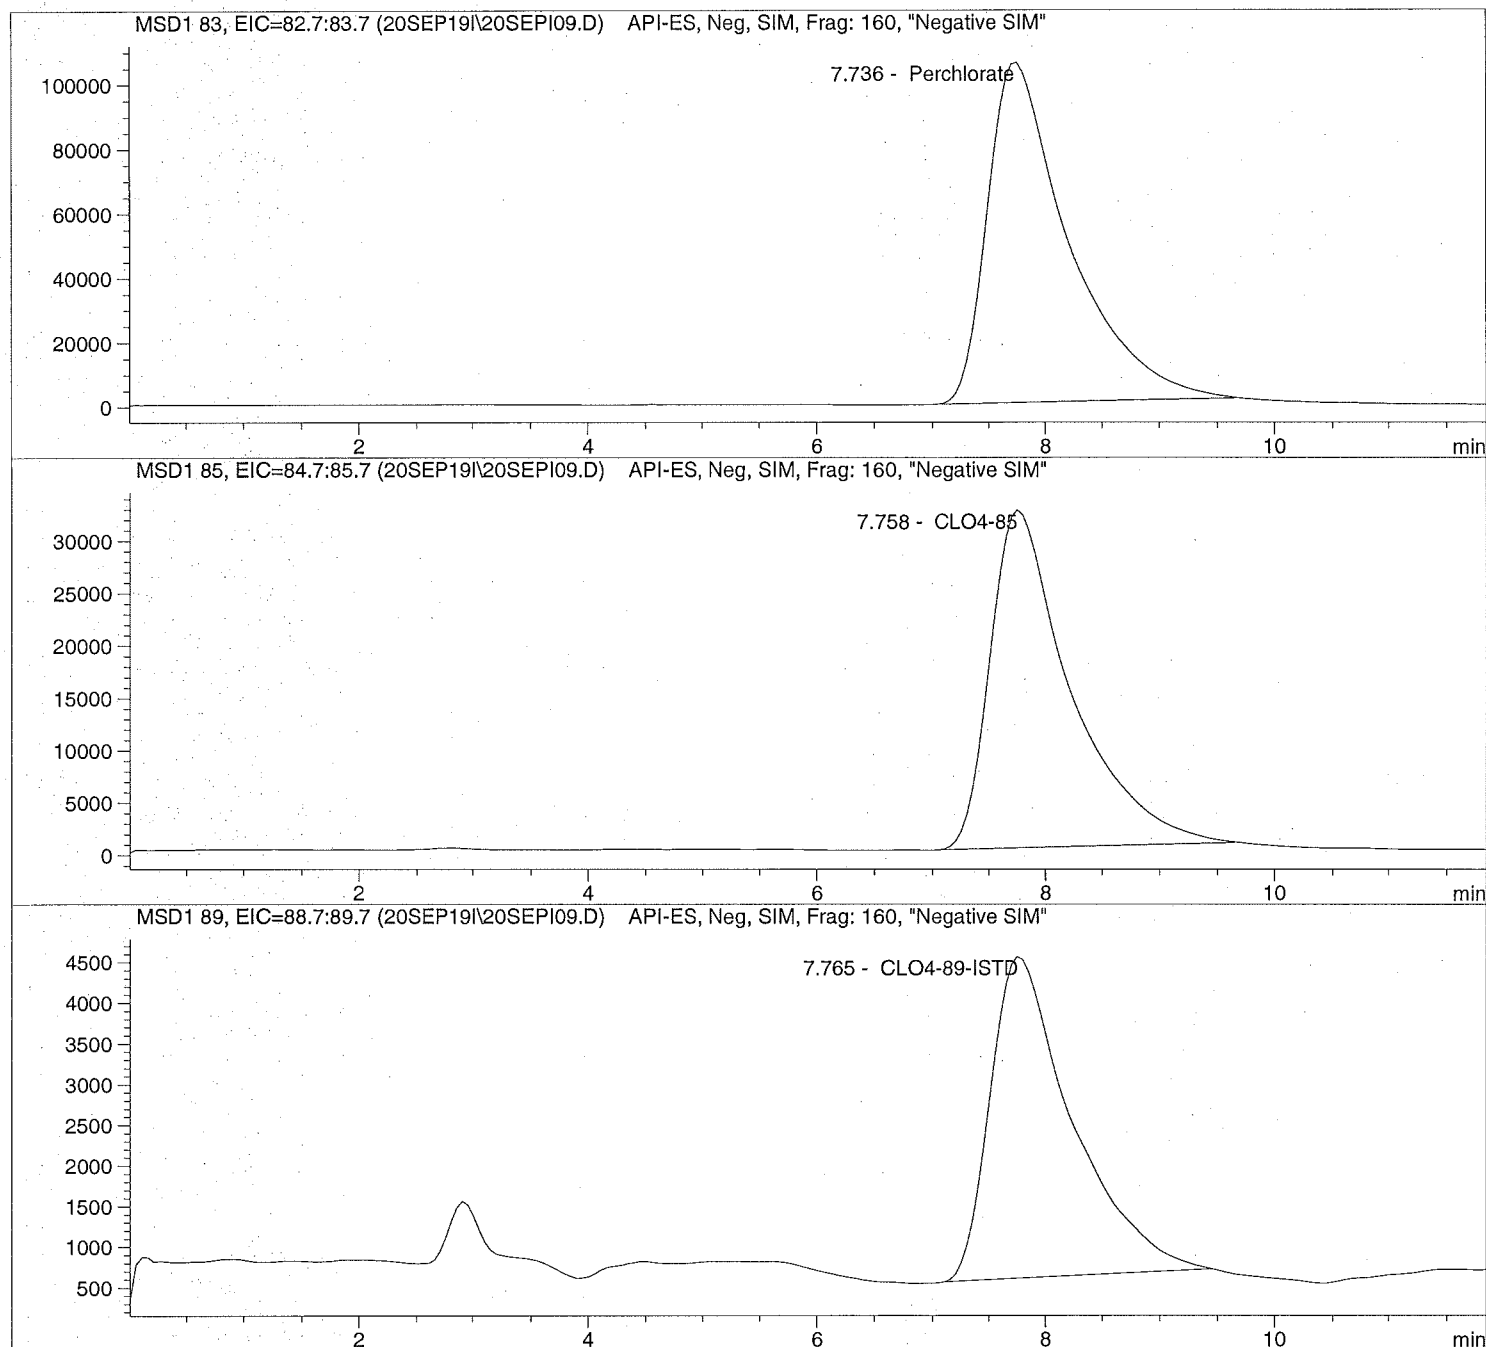 MSD1 83, EIC=82.7:83.7 (20SEP19I\20SEPI09.D) API-ES, Neg, SIM, Frag: 160, "Negative SIM"
7.736 - Perchlorate
100000
80000
60000
40000
20000
0
2 4 6 8 10 min
MSD1 85, EIC=84.7:85.7 (20SEP19I\20SEPI09.D) API-ES, Neg, SIM, Frag: 160, "Negative SIM"
7.758 - CLO4-85
30000
25000
20000
15000
10000
5000
0
2 4 6 8 10 min
MSD1 89, EIC=88.7:89.7 (20SEP19I\20SEPI09.D) API-ES, Neg, SIM, Frag: 160, "Negative SIM"
7.765 - CLO4-89-ISTD
4500
4000
3500
3000
2500
2000
1500
1000
500
2 4 6 8 10 min